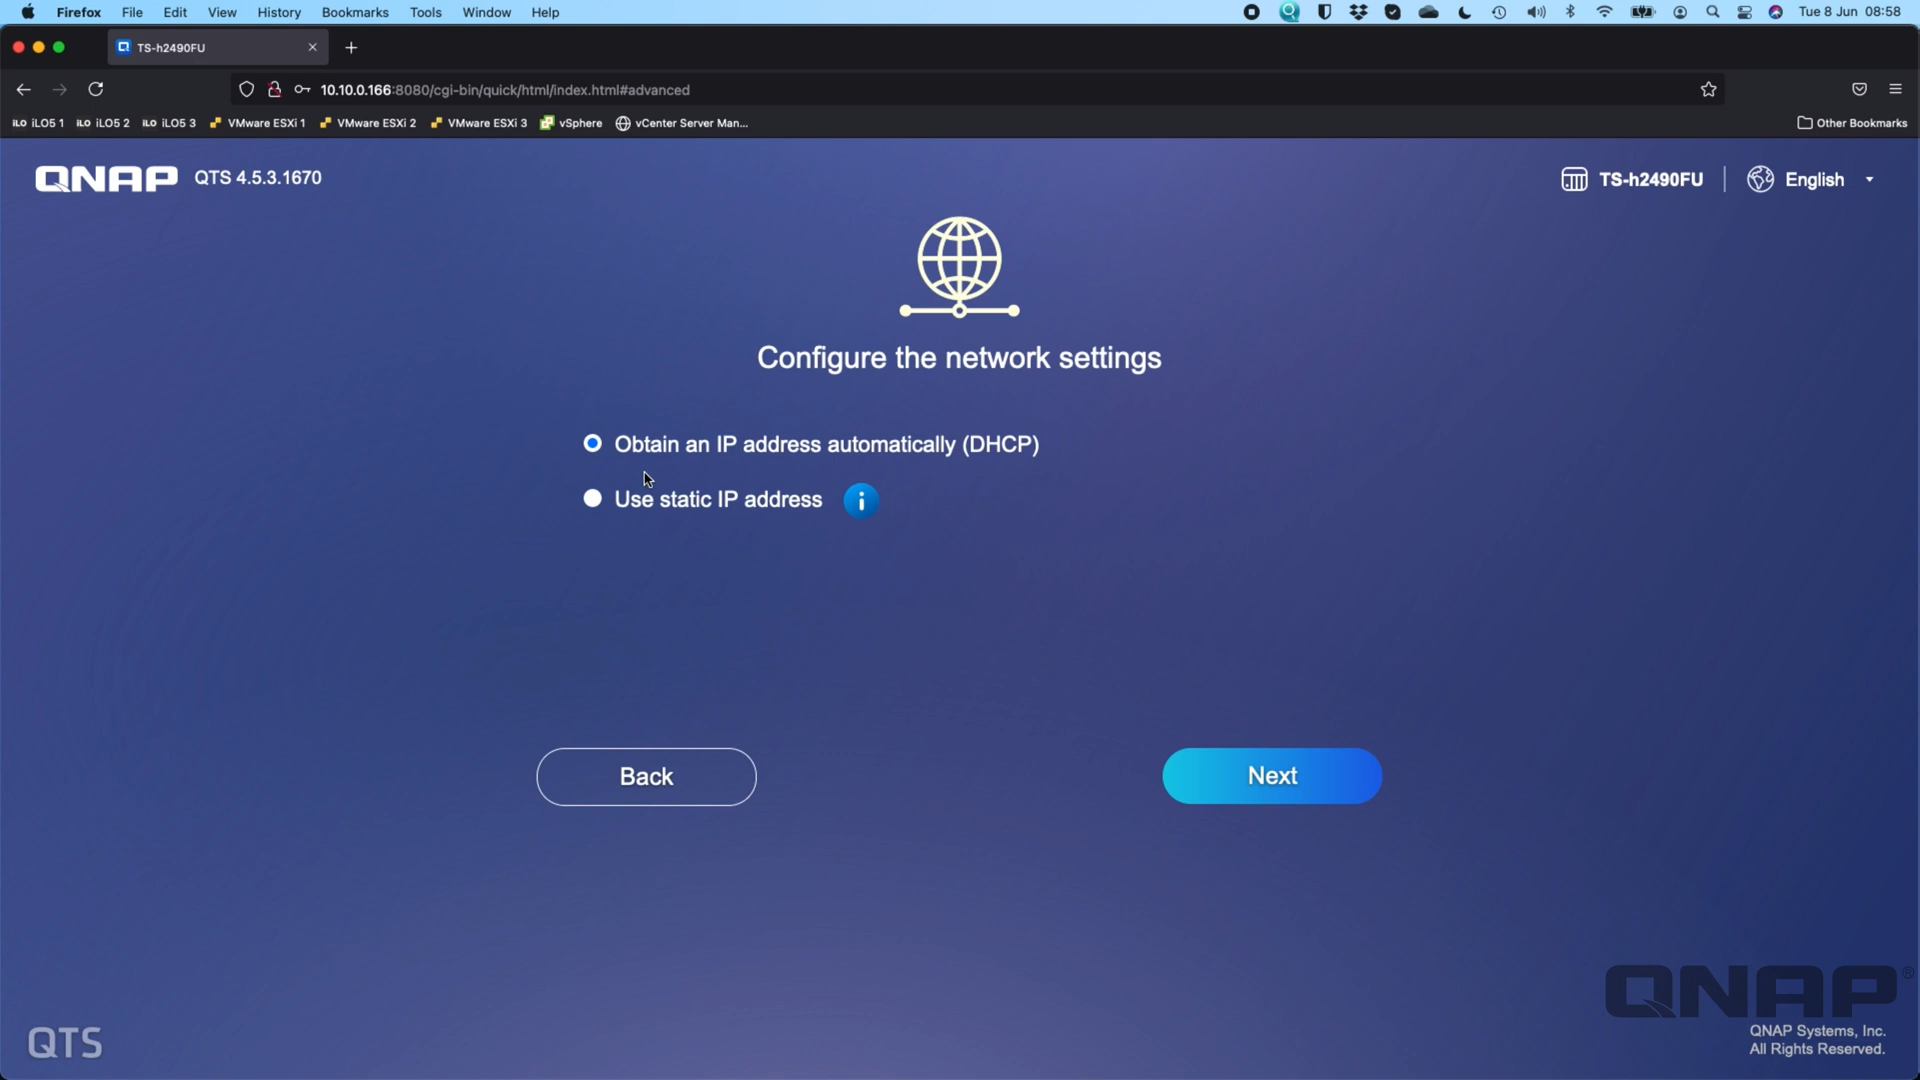 Firefox File Edit View History Bookmarks Tools Window Help Tue 8 Jun 08:58
TS-h2490FU
10.10.0.166:8080/cgi-bin/quick/html/index.html#advanced
iLO iLO5 1 iLO iLO5 2 iLO iLO5 3 VMware ESXi 1 VMware ESXi 2 VMware ESXi 3 vSphere vCenter Server Man... Other Bookmarks
QNAP QTS 4.5.3.1670 TS-h2490FU English
Configure the network settings
Obtain an IP address automatically (DHCP)
Use static IP address i
Back Next
QNAP®
QNAP Systems, Inc.
QTS All Rights Reserved.